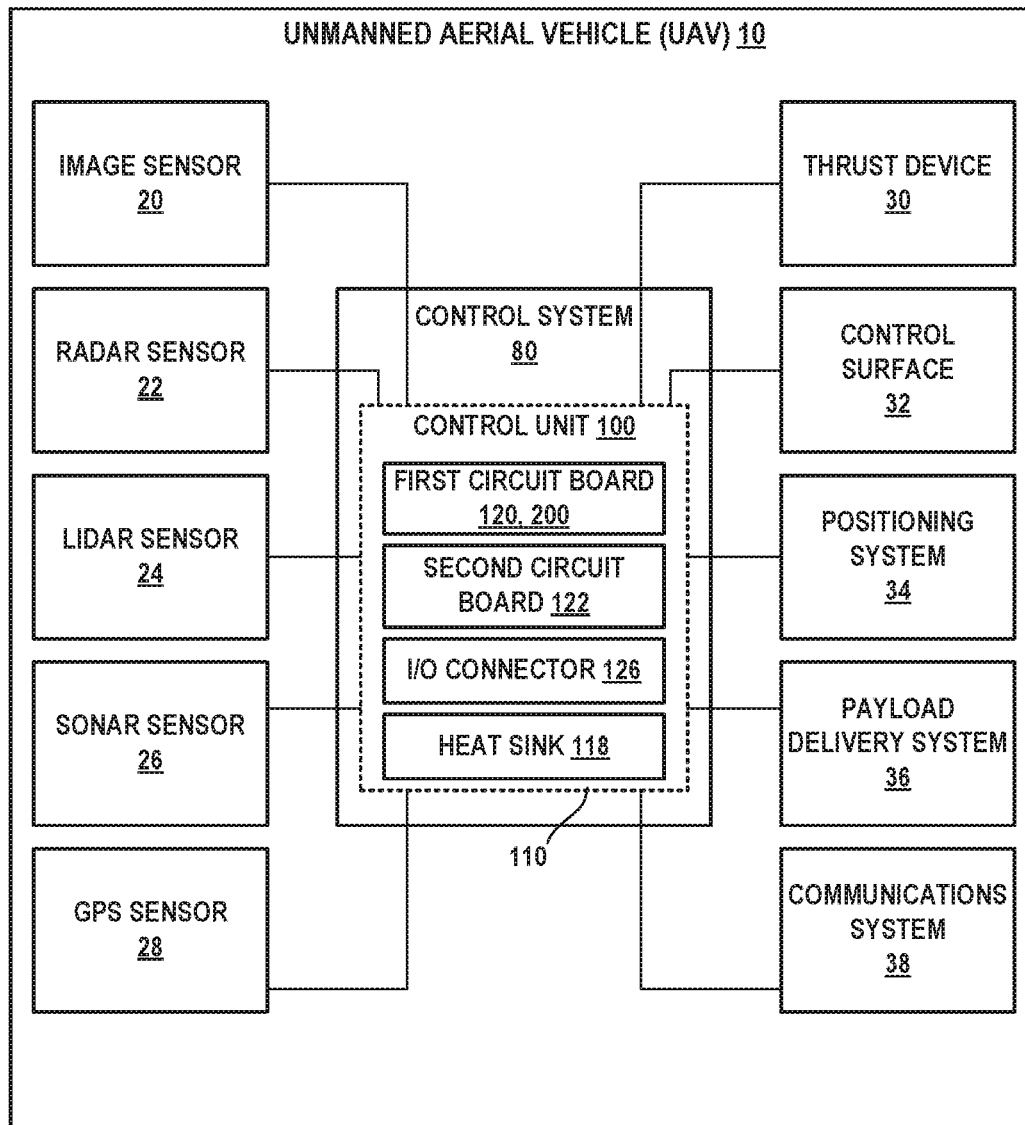 UNMANNED AERIAL VEHICLE (UAV) 10
IMAGE SENSOR
20
RADAR SENSOR
22
LIDAR SENSOR
24
SONAR SENSOR
26
GPS SENSOR
28
CONTROL SYSTEM
80
CONTROL UNIT 100
FIRST CIRCUIT BOARD
120, 200
SECOND CIRCUIT
BOARD 122
I/O CONNECTOR 126
HEAT SINK 118
110
THRUST DEVICE
30
CONTROL
SURFACE
32
POSITIONING
SYSTEM
34
PAYLOAD
DELIVERY SYSTEM
36
COMMUNICATIONS
SYSTEM
38